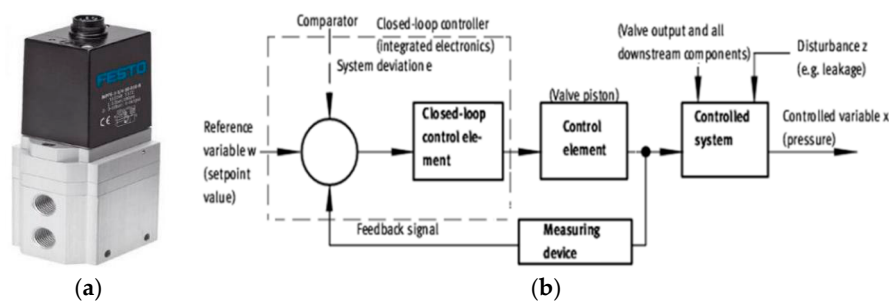 FESTO
Comparator
Closed-loop controller
(integrated electronics)
System deviation e
(Valve output and all
downstream components)
Disturbance z
(e.g. leakage)
Reference
variable w
(setpoint
value)
Closed-loop
control ele-
ment
(Valve piston)
Control
element
Controlled
system
Controlled variable x
(pressure)
Feedback signal
Measuring
device
(a)
(b)